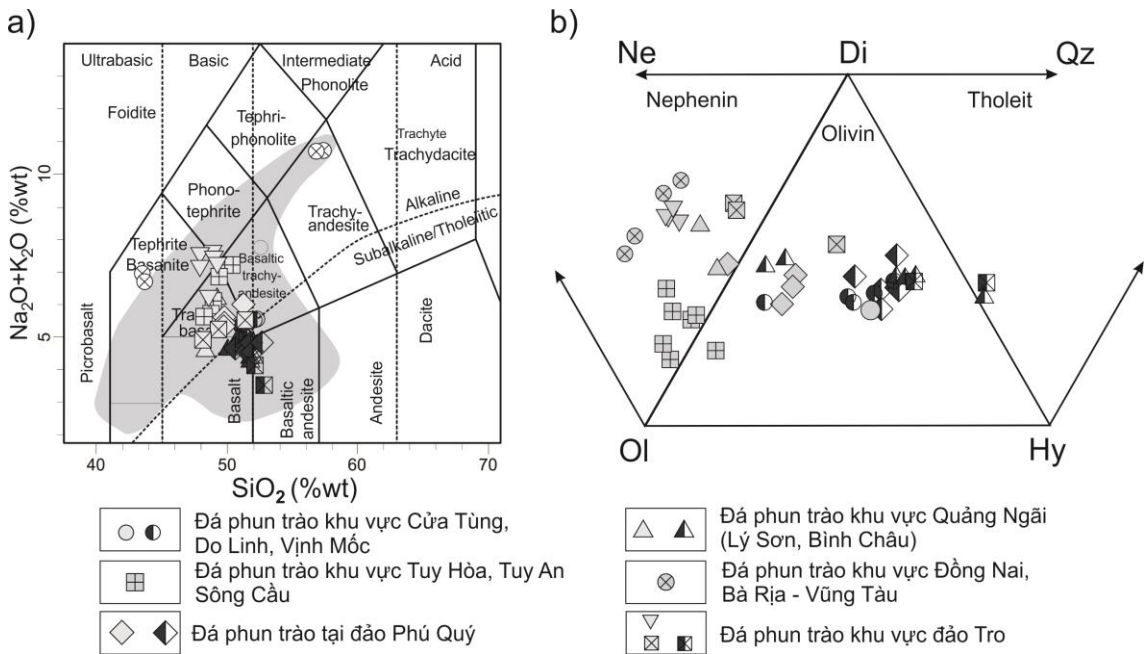 a)
Ultrabasic
Basic
Intermediate
Acid
Phonolite
Foidite
Tephri-
phonolite
Trachyte
Trachydacite
Phono-
tephrite
Alkaline
Trachy-
andesite
Subalkaline/Tholeitic
Tephrite
Basanite
Basaltic
trachy-
andesite
Picrobasalt
Basalt
Basaltic
andesite
Andesite
Dacite
Na₂O+K₂O (%wt)
10
5
40
50
60
70
SiO₂ (%wt)
b)
Ne
Di
Qz
Nephenin
Tholeit
Olivin
Ol
Hy
Đá phun trào khu vực Cửa Tùng,
Do Linh, Vịnh Mốc
Đá phun trào khu vực Tuy Hòa, Tuy An
Sông Cầu
Đá phun trào tại đảo Phú Quý
Đá phun trào khu vực Quảng Ngãi
(Lý Sơn, Bình Châu)
Đá phun trào khu vực Đồng Nai,
Bà Rịa - Vũng Tàu
Đá phun trào khu vực đảo Tro